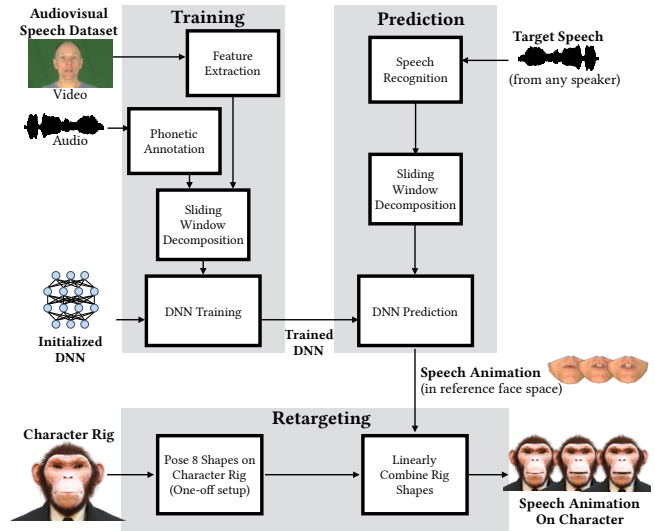 Audiovisual
Speech Dataset
Video
Audio
Training
Feature
Extraction
Phonetic
Annotation
Sliding
Window
Decomposition
DNN Training
Initialized
DNN
Trained
DNN
Prediction
Speech
Recognition
Target Speech
(from any speaker)
Sliding
Window
Decomposition
DNN Prediction
Speech Animation
(in reference face space)
Retargeting
Character Rig
Pose 8 Shapes on
Character Rig
(One-off setup)
Linearly
Combine Rig
Shapes
Speech Animation
On Character